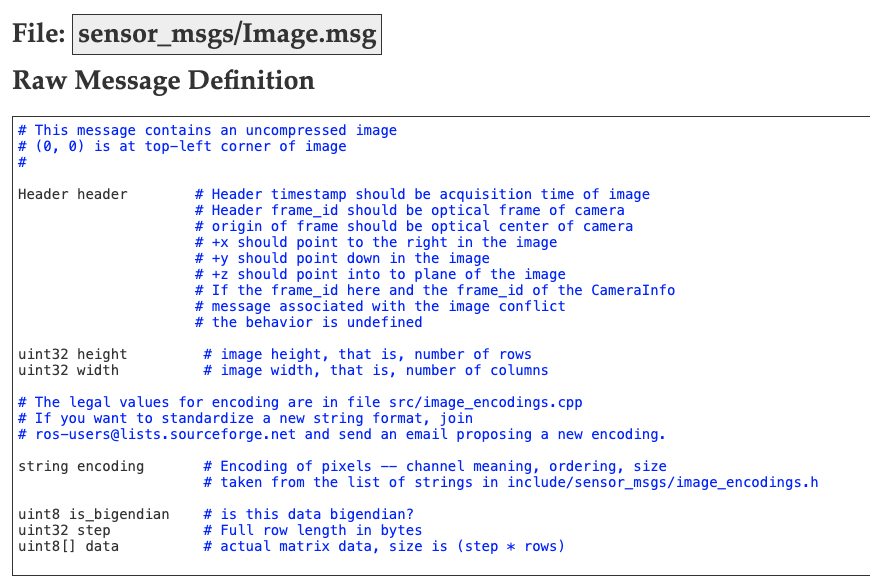 File: sensor_msgs/Image.msg
Raw Message Definition
# This message contains an uncompressed image
# (0, 0) is at top-left corner of image
#
Header header        # Header timestamp should be acquisition time of image
                     # Header frame_id should be optical frame of camera
                     # origin of frame should be optical center of camera
                     # +x should point to the right in the image
                     # +y should point down in the image
                     # +z should point into to plane of the image
                     # If the frame_id here and the frame_id of the CameraInfo
                     # message associated with the image conflict
                     # the behavior is undefined
uint32 height         # image height, that is, number of rows
uint32 width          # image width, that is, number of columns
# The legal values for encoding are in file src/image_encodings.cpp
# If you want to standardize a new string format, join
# ros-users@lists.sourceforge.net and send an email proposing a new encoding.
string encoding       # Encoding of pixels -- channel meaning, ordering, size
                      # taken from the list of strings in include/sensor_msgs/image_encodings.h
uint8 is_bigendian    # is this data bigendian?
uint32 step           # Full row length in bytes
uint8[] data          # actual matrix data, size is (step * rows)